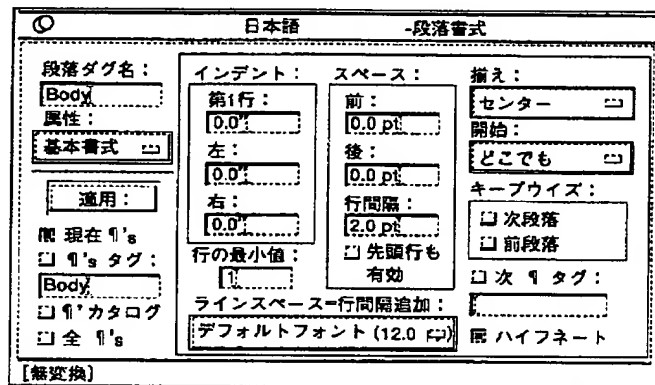 日本語 -段落書式
段落ダグ名：
Body
属性：
基本書式
適用：
現在 ¶'s
¶'s タグ：
Body
¶'カタログ
全 ¶'s
インデント：
第1行：
0.0"
左：
0.0"
右：
0.0"
行の最小値：
1
スペース：
前：
0.0 pt
後：
0.0 pt
行間隔：
2.0 pt
先頭行も
有効
ラインスペース=行間隔追加：
デフォルトフォント (12.0
揃え：
センター
開始：
どこでも
キープウイズ：
次段落
前段落
次 ¶ タグ：
ハイフネート
[無変換]